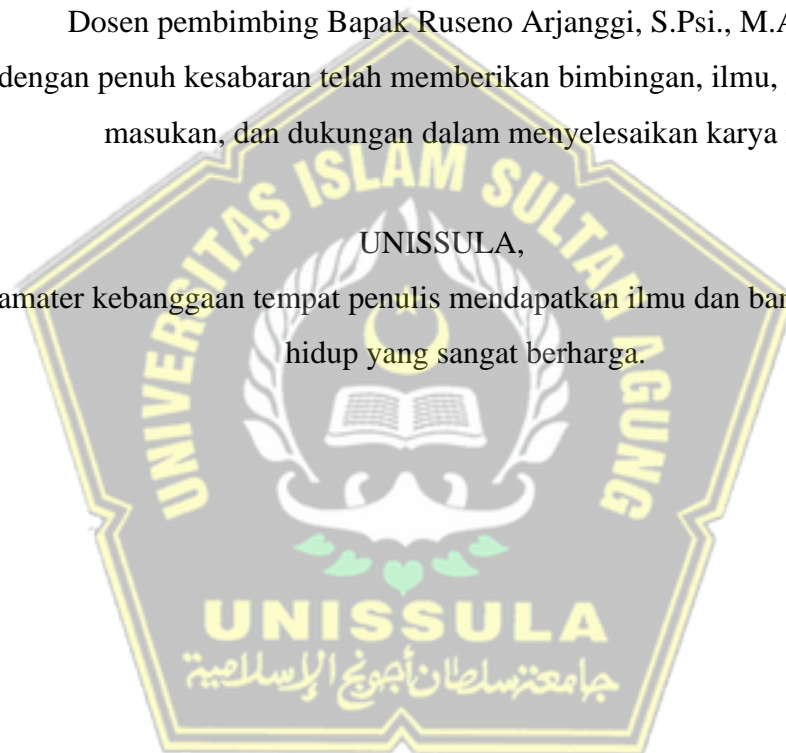 Dosen pembimbing Bapak Ruseno Arjanggi, S.Psi., M.A
dengan penuh kesabaran telah memberikan bimbingan, ilmu,
masukan, dan dukungan dalam menyelesaikan karya
UNISSULA,
amater kebanggaan tempat penulis mendapatkan ilmu dan ban
hidup yang sangat berharga.
UNIVERSITAS ISLAM SULTAN AGUNG
UNISSULA
جامعة سلطان أجونج الإسلامية